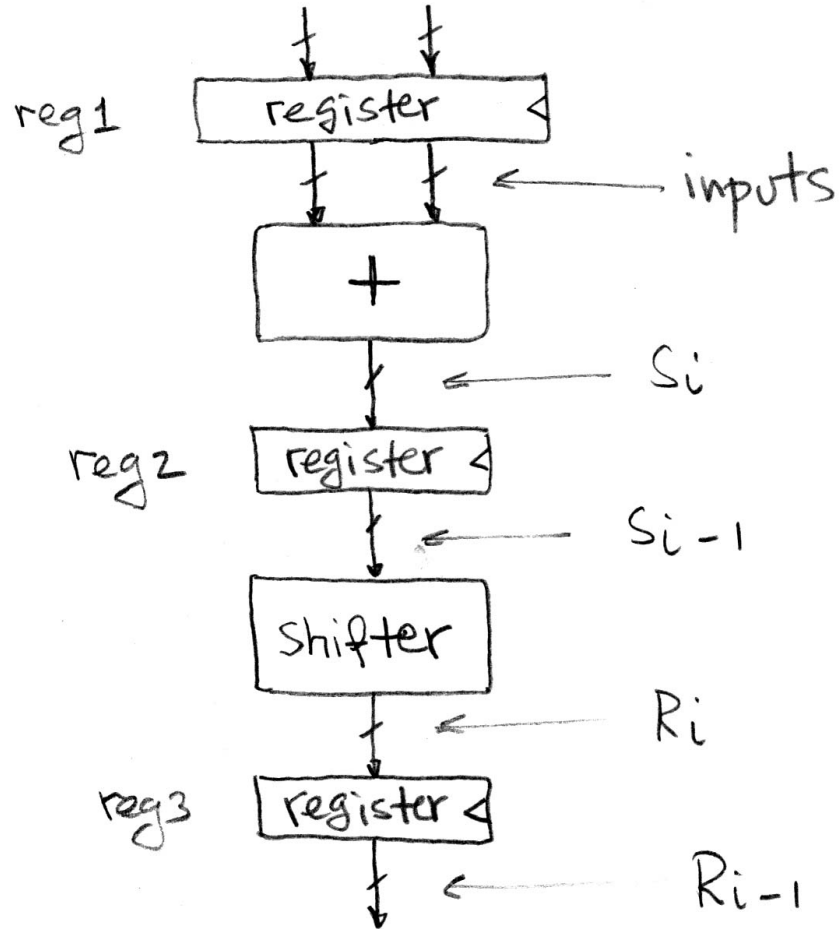 reg1 register
inputs
+
Si
reg2 register
Si-1
shifter
Ri
reg3 register
Ri-1